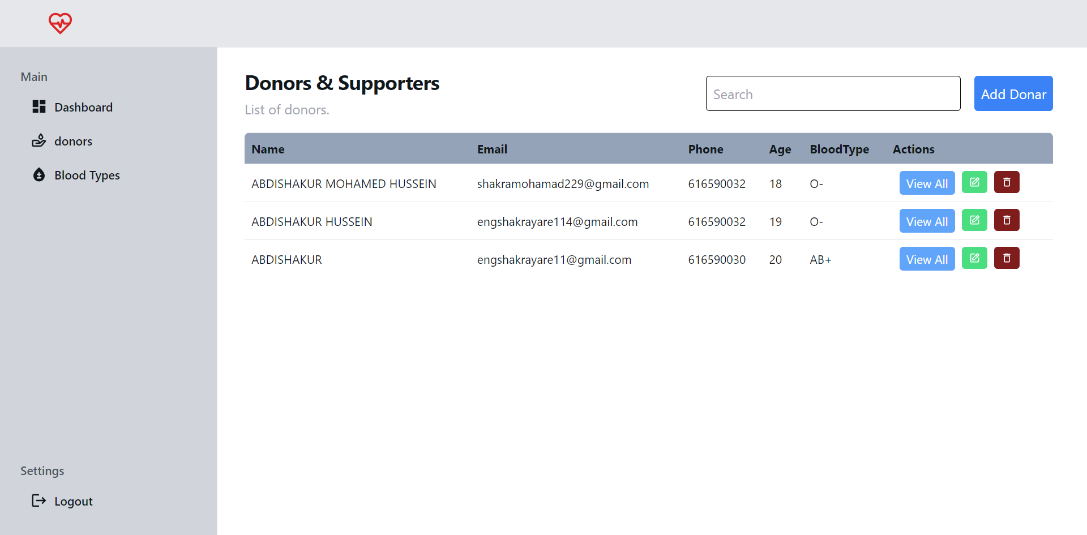 Main
Dashboard
donors
Blood Types
Settings
Logout
Donors & Supporters
List of donors.
Search
Add Donar
Name Email Phone Age BloodType Actions
ABDISHAKUR MOHAMED HUSSEIN shakramohamad229@gmail.com 616590032 18 O- View All
ABDISHAKUR HUSSEIN engshakrayare114@gmail.com 616590032 19 O- View All
ABDISHAKUR engshakrayare11@gmail.com 616590030 20 AB+ View All